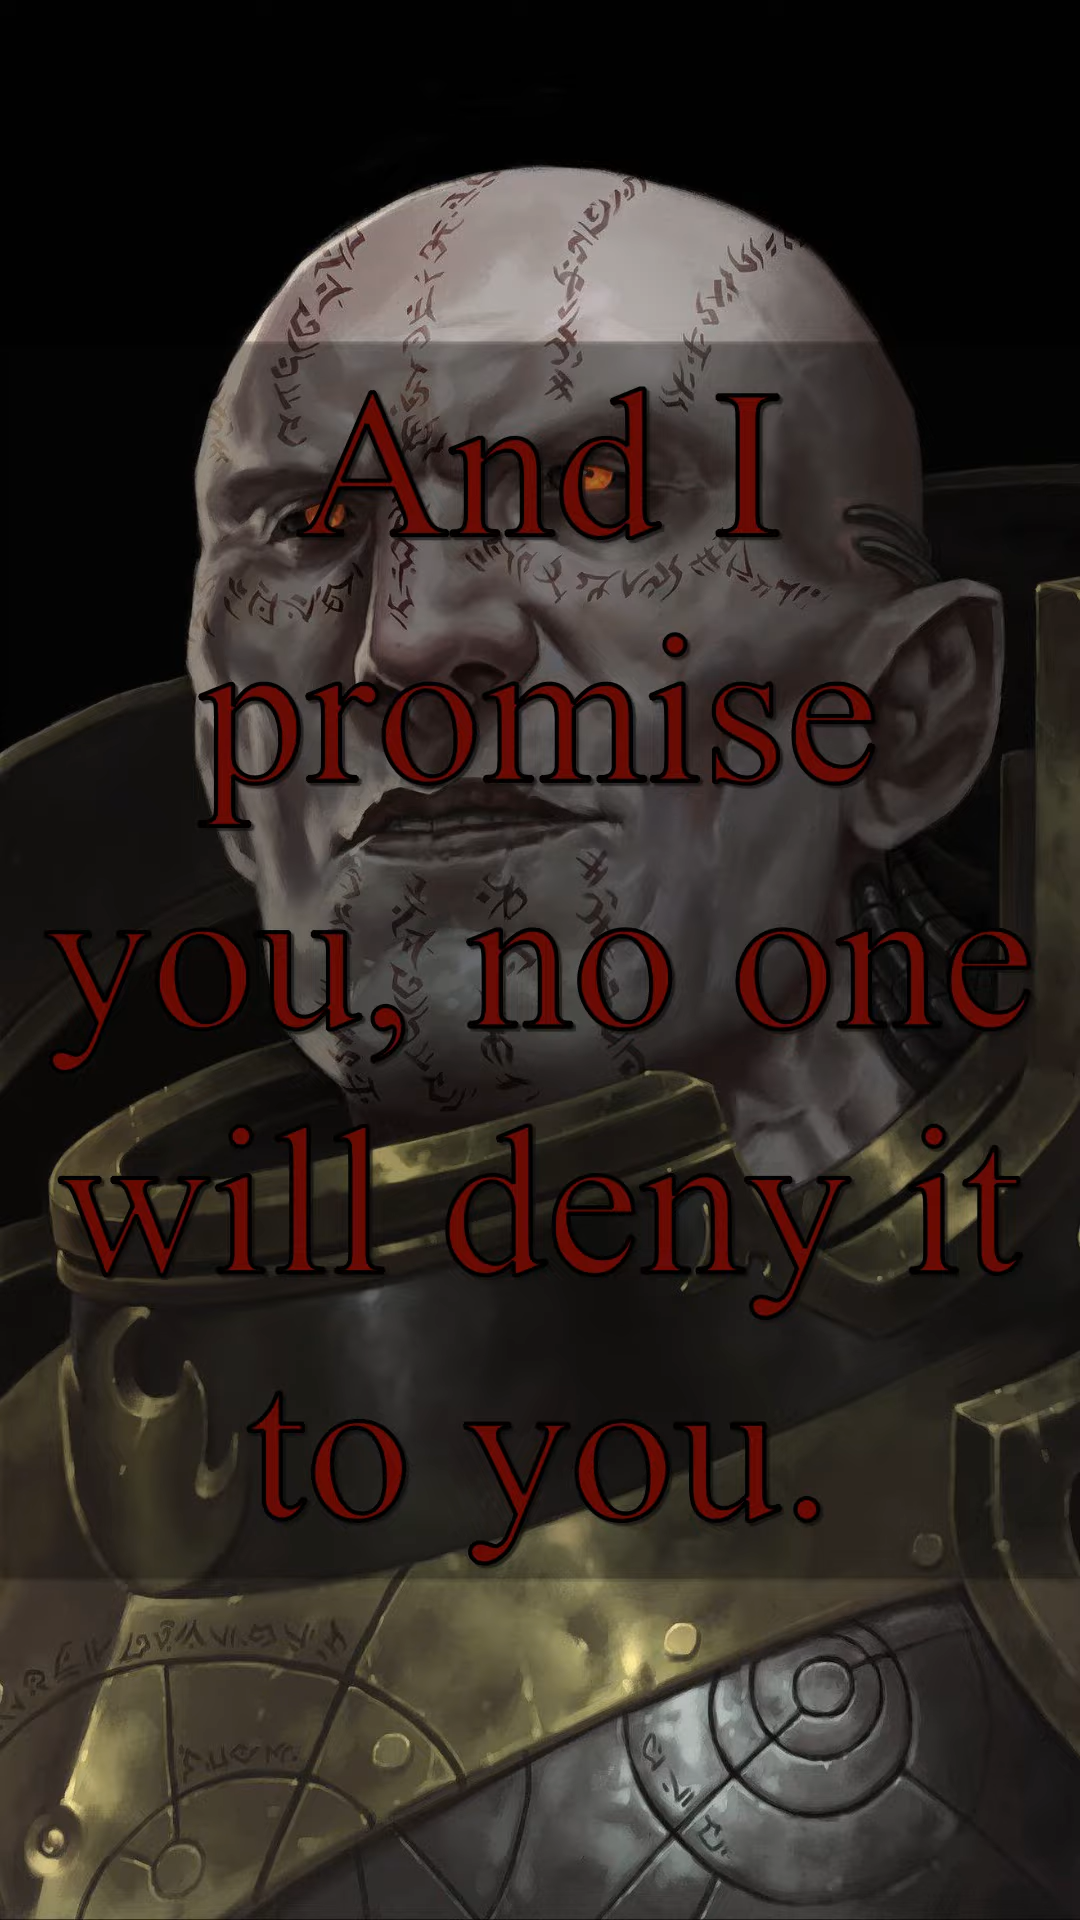 And I
promise
you, no one
will deny it
to you.